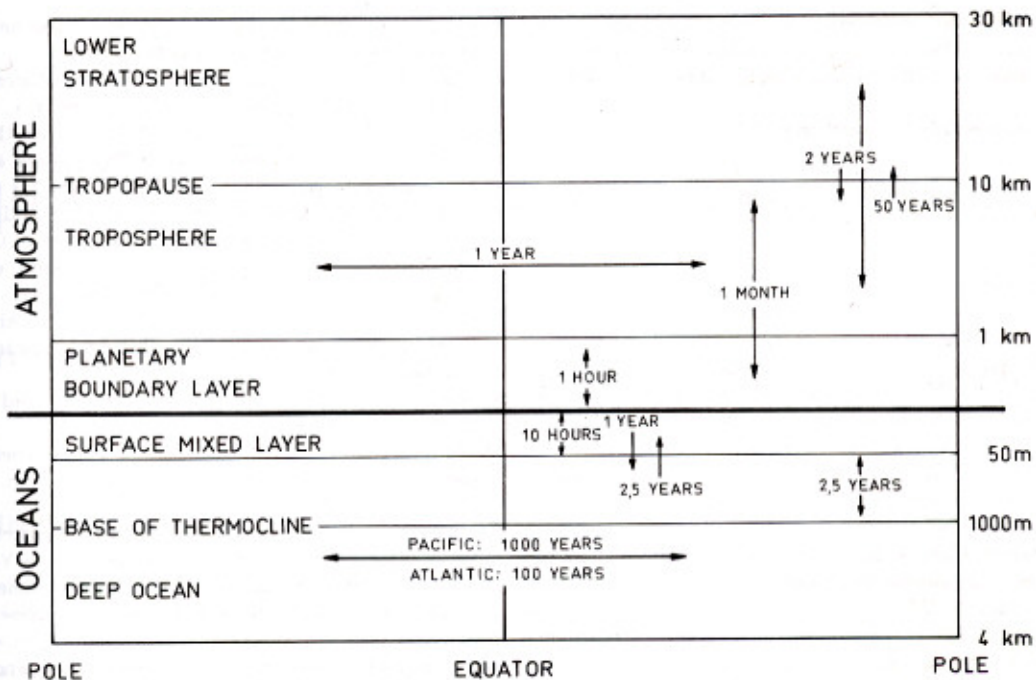 30 km
LOWER
STRATOSPHERE
2 YEARS
TROPOPAUSE
10 km
50 YEARS
TROPOSPHERE
1 YEAR
1 MONTH
1 km
PLANETARY
BOUNDARY LAYER
1 HOUR
ATMOSPHERE
1 YEAR
10 HOURS
SURFACE MIXED LAYER
50 m
2,5 YEARS
2,5 YEARS
BASE OF THERMOCLINE
1000 m
PACIFIC: 1000 YEARS
ATLANTIC: 100 YEARS
DEEP OCEAN
OCEANS
4 km
POLE
EQUATOR
POLE